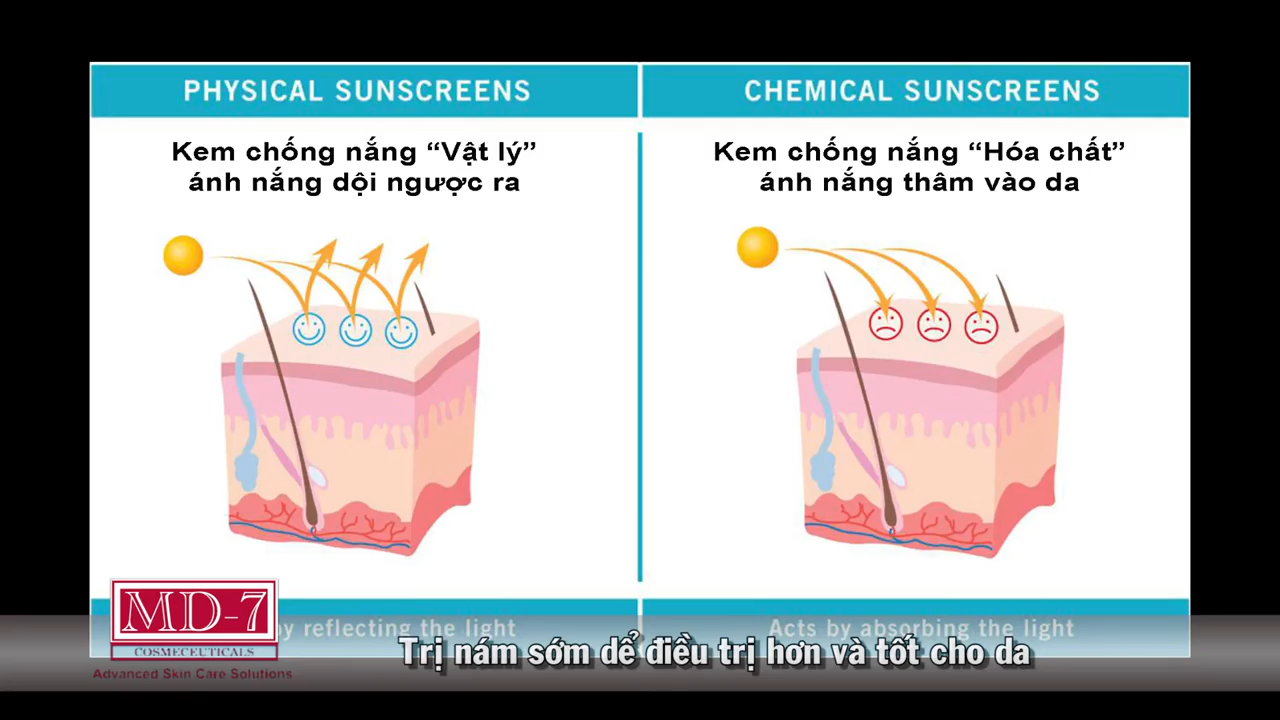 PHYSICAL SUNSCREENS
CHEMICAL SUNSCREENS
Kem chống nắng “Vật lý”
ánh nắng dội ngược ra
Kem chống nắng “Hóa chất”
ánh nắng thâm vào da
by reflecting the light
Acts by absorbing the light
MD-7
COSMECEUTICALS
Advanced Skin Care Solutions
Trị nám sớm dể điều trị hơn và tốt cho da